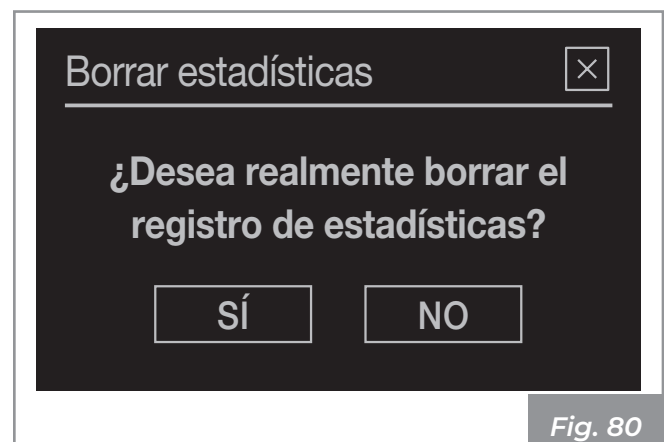 Borrar estadísticas
¿Desea realmente borrar el
registro de estadísticas?
SÍ
NO
Fig. 80